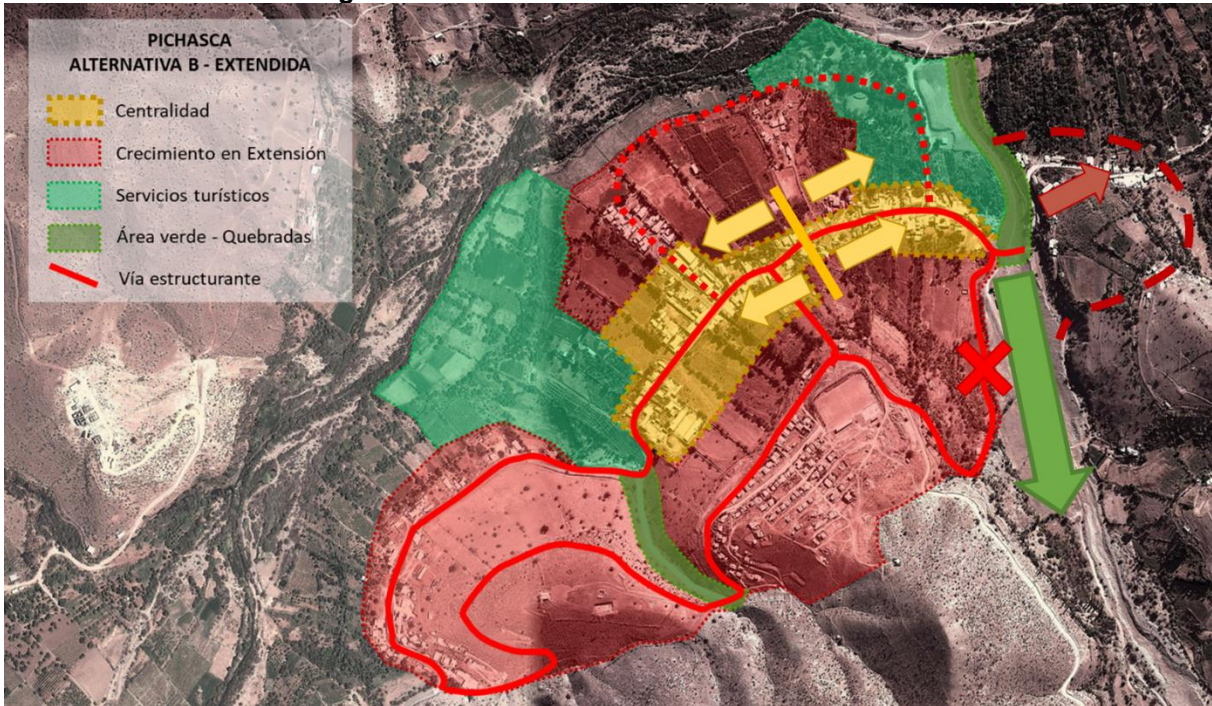 PICHASCA
ALTERNATIVA B - EXTENDIDA
Centralidad
Crecimiento en Extensión
Servicios turísticos
Área verde - Quebradas
Vía estructurante